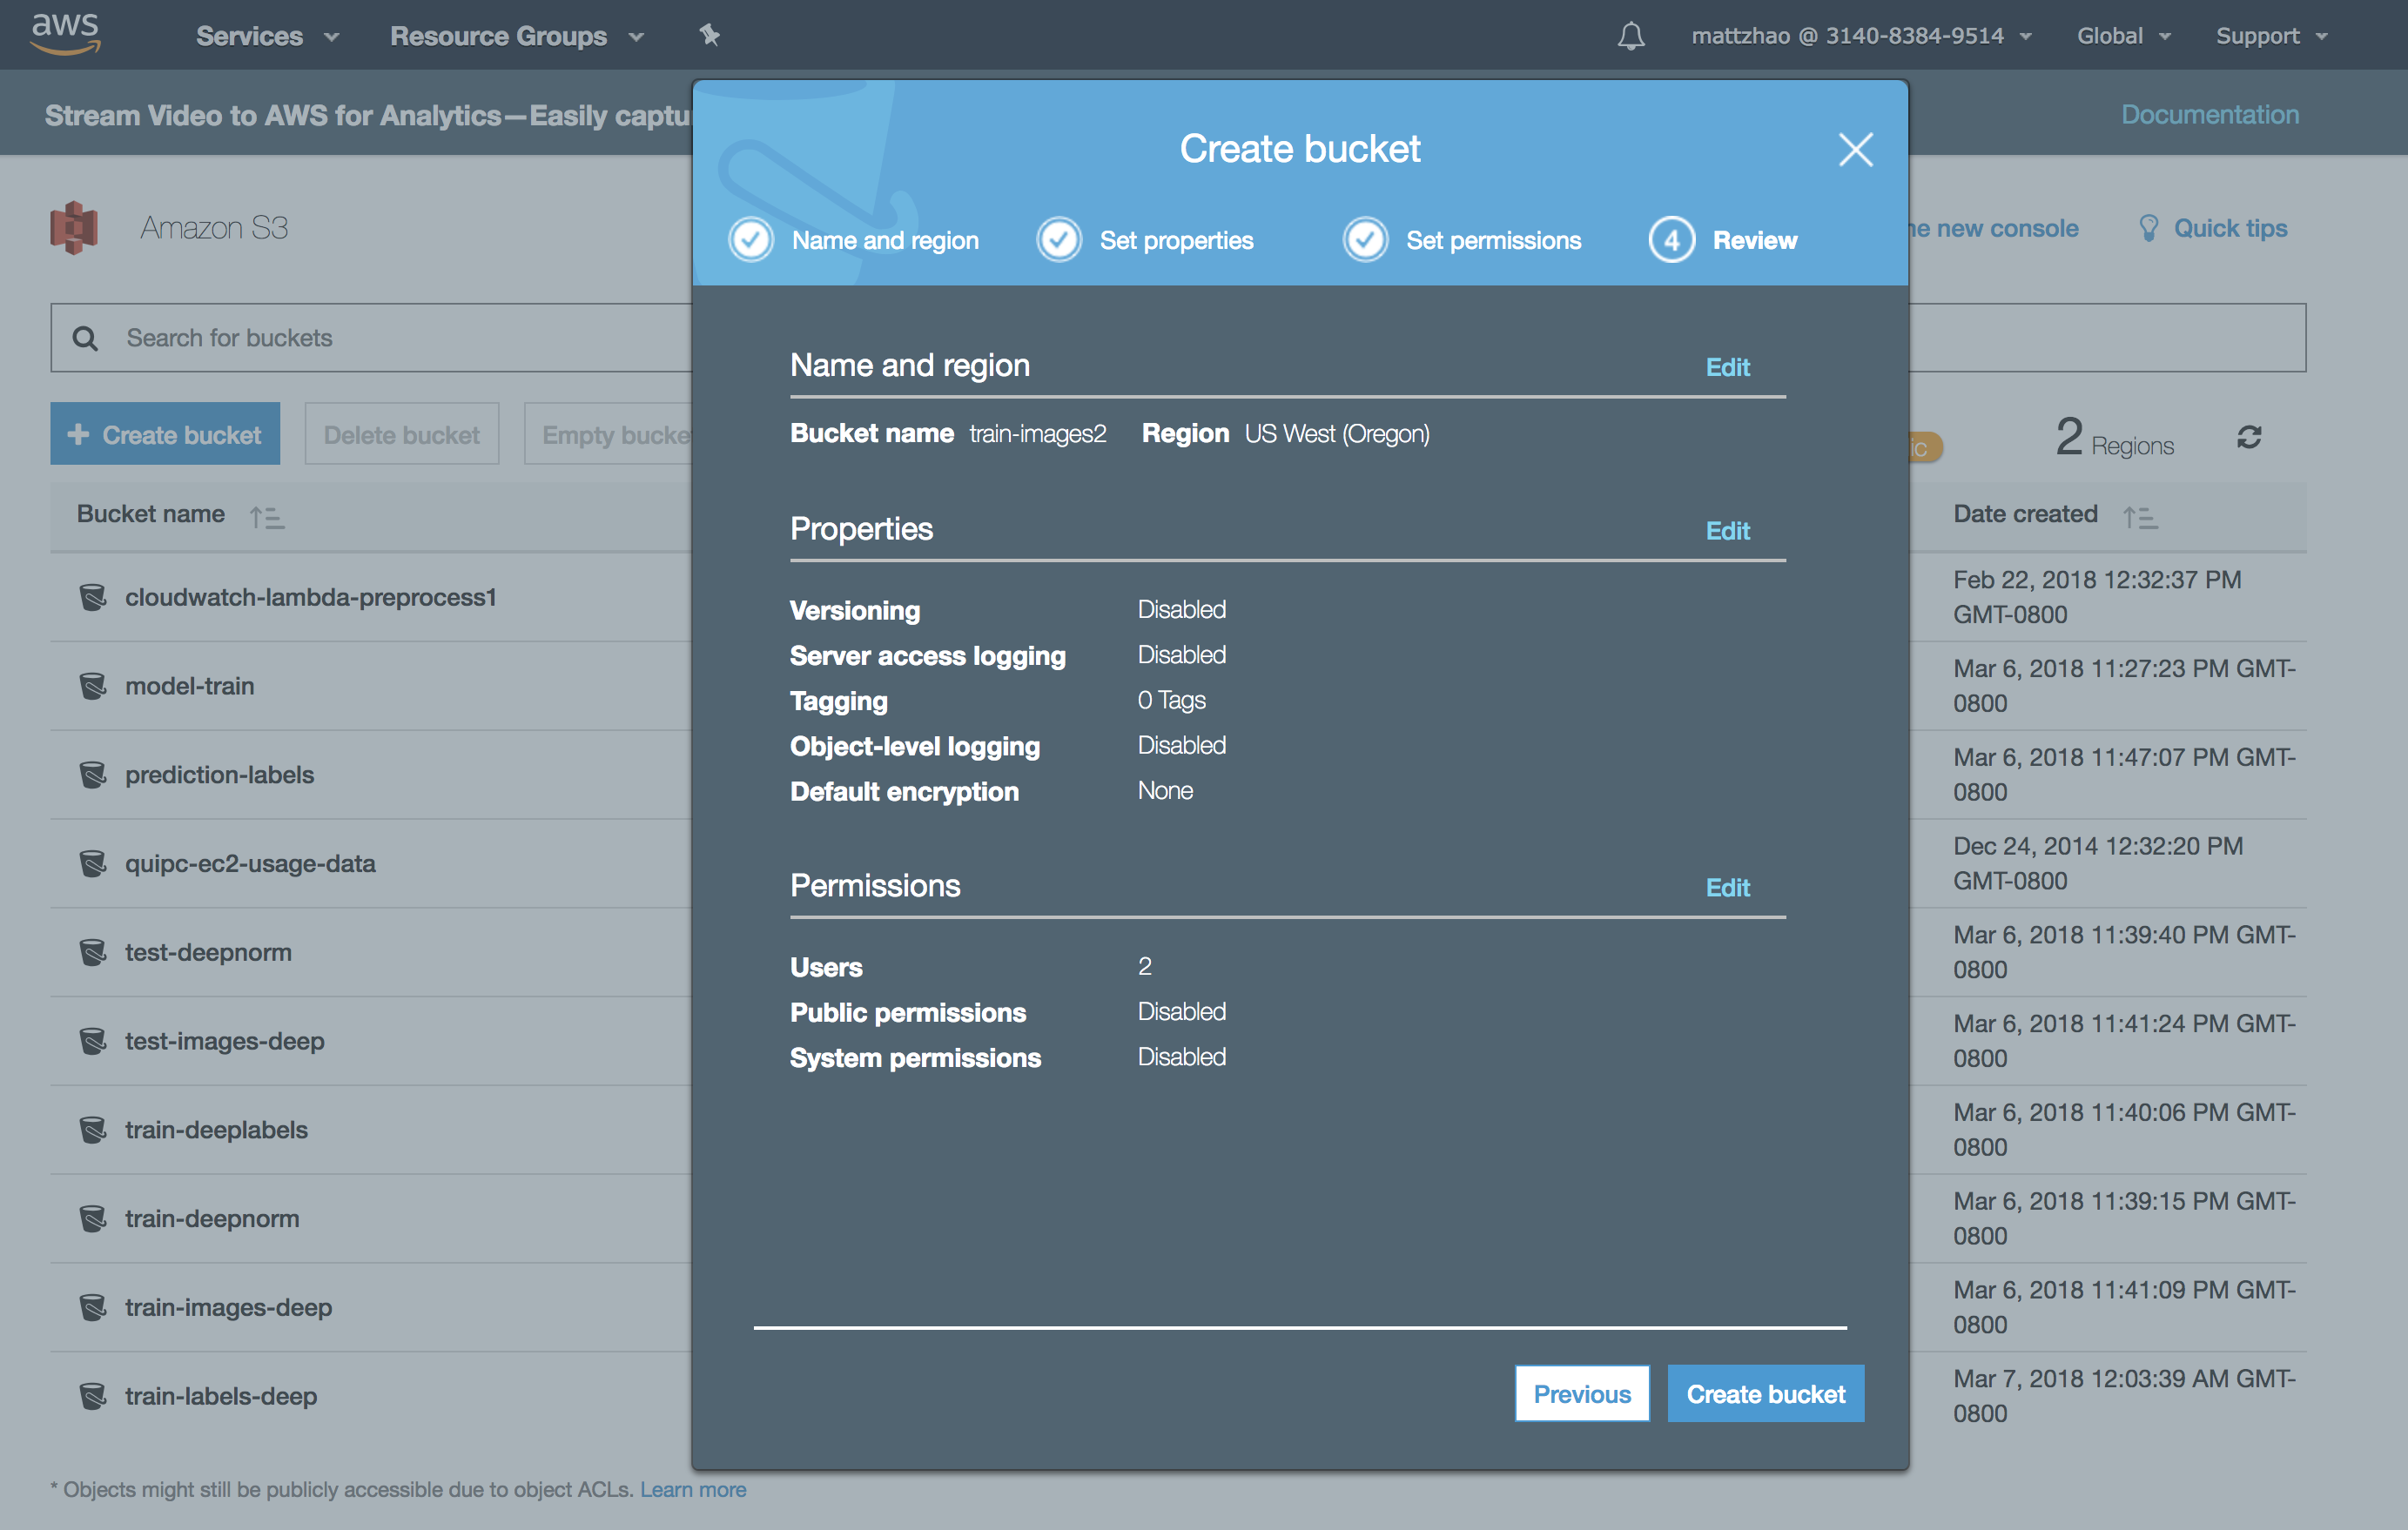 aws Services Resource Groups mattzhao @ 3140-8384-9514 Global Support
Stream Video to AWS for Analytics—Easily captu Documentation
Create bucket
Name and region Set properties Set permissions 4 Review
Amazon S3
he new console Quick tips
Search for buckets
Name and region Edit
Bucket name train-images2 Region US West (Oregon)
+ Create bucket Delete bucket Empty bucke
ic 2 Regions
Bucket name Date created
Properties Edit
Versioning Disabled
Server access logging Disabled
Tagging 0 Tags
Object-level logging Disabled
Default encryption None
Permissions Edit
Users 2
Public permissions Disabled
System permissions Disabled
Previous Create bucket
cloudwatch-lambda-preprocess1 Feb 22, 2018 12:32:37 PM
GMT-0800
model-train Mar 6, 2018 11:27:23 PM GMT-
0800
prediction-labels Mar 6, 2018 11:47:07 PM GMT-
0800
quipc-ec2-usage-data Dec 24, 2014 12:32:20 PM
GMT-0800
test-deepnorm Mar 6, 2018 11:39:40 PM GMT-
0800
test-images-deep Mar 6, 2018 11:41:24 PM GMT-
0800
train-deeplabels Mar 6, 2018 11:40:06 PM GMT-
0800
train-deepnorm Mar 6, 2018 11:39:15 PM GMT-
0800
train-images-deep Mar 6, 2018 11:41:09 PM GMT-
0800
train-labels-deep Mar 7, 2018 12:03:39 AM GMT-
0800
* Objects might still be publicly accessible due to object ACLs. Learn more